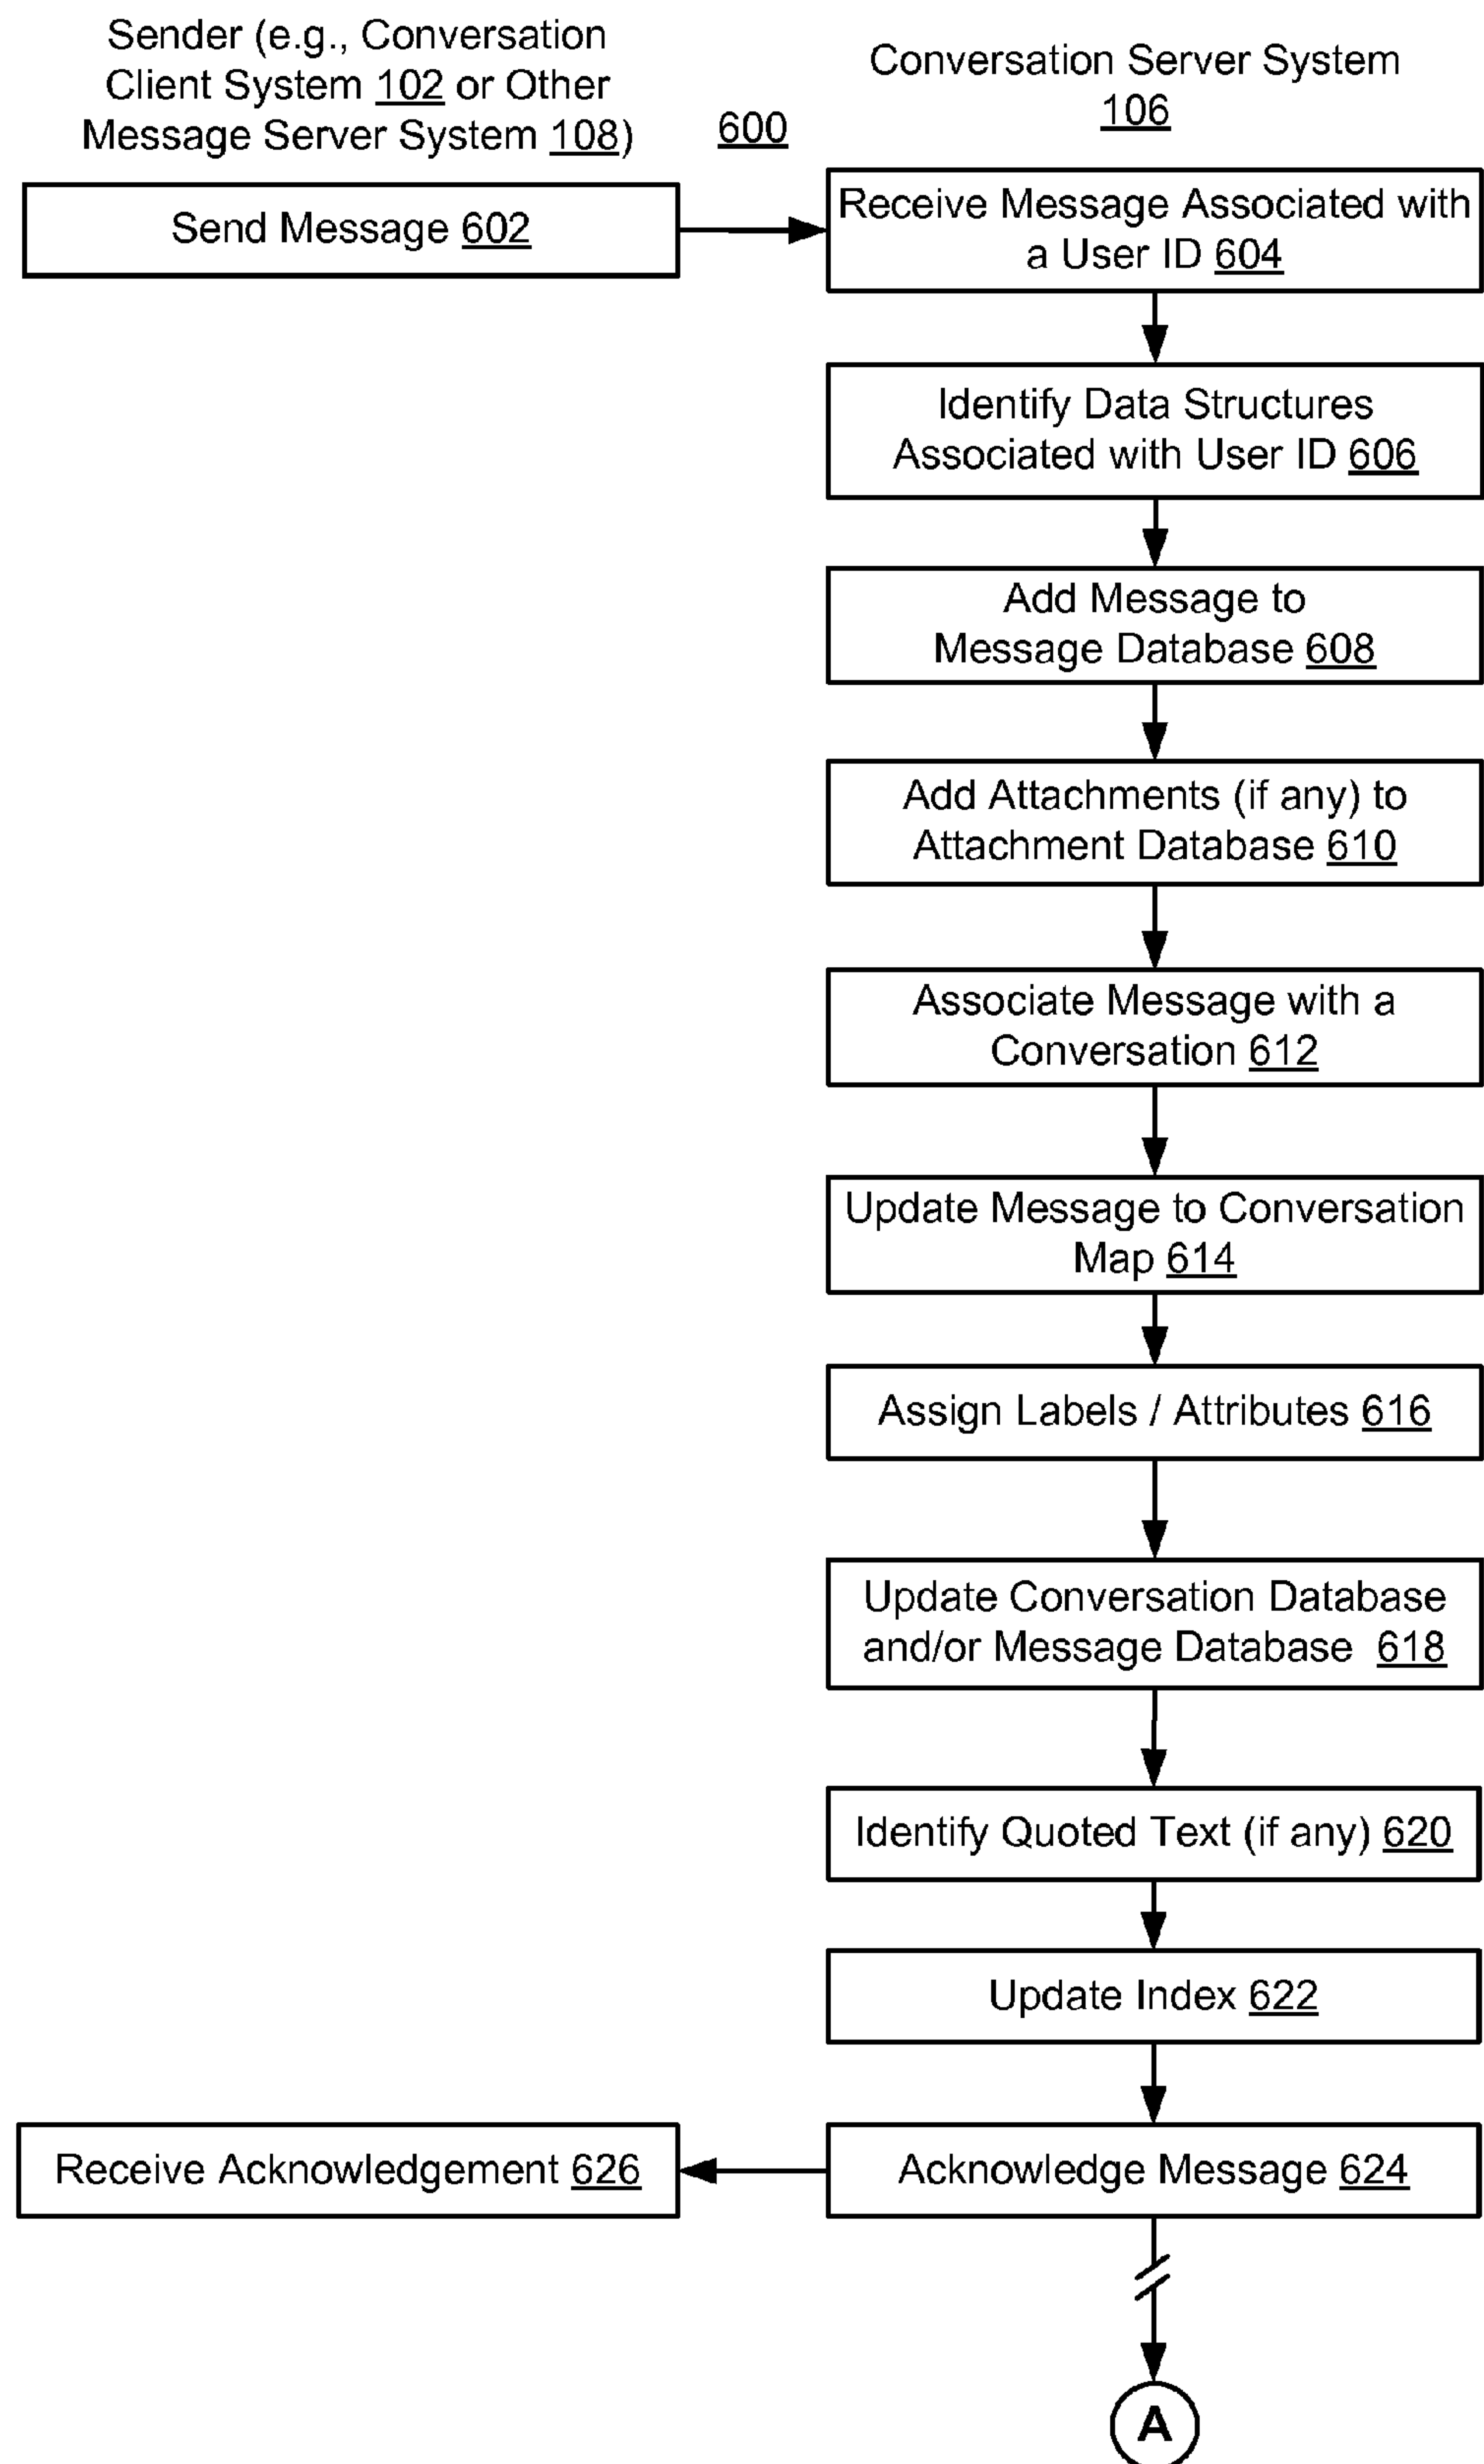 Sender (e.g., Conversation
Client System 102 or Other
Message Server System 108)
600
Conversation Server System
106
Send Message 602
Receive Message Associated with
a User ID 604
Identify Data Structures
Associated with User ID 606
Add Message to
Message Database 608
Add Attachments (if any) to
Attachment Database 610
Associate Message with a
Conversation 612
Update Message to Conversation
Map 614
Assign Labels / Attributes 616
Update Conversation Database
and/or Message Database 618
Identify Quoted Text (if any) 620
Update Index 622
Receive Acknowledgement 626
Acknowledge Message 624
A